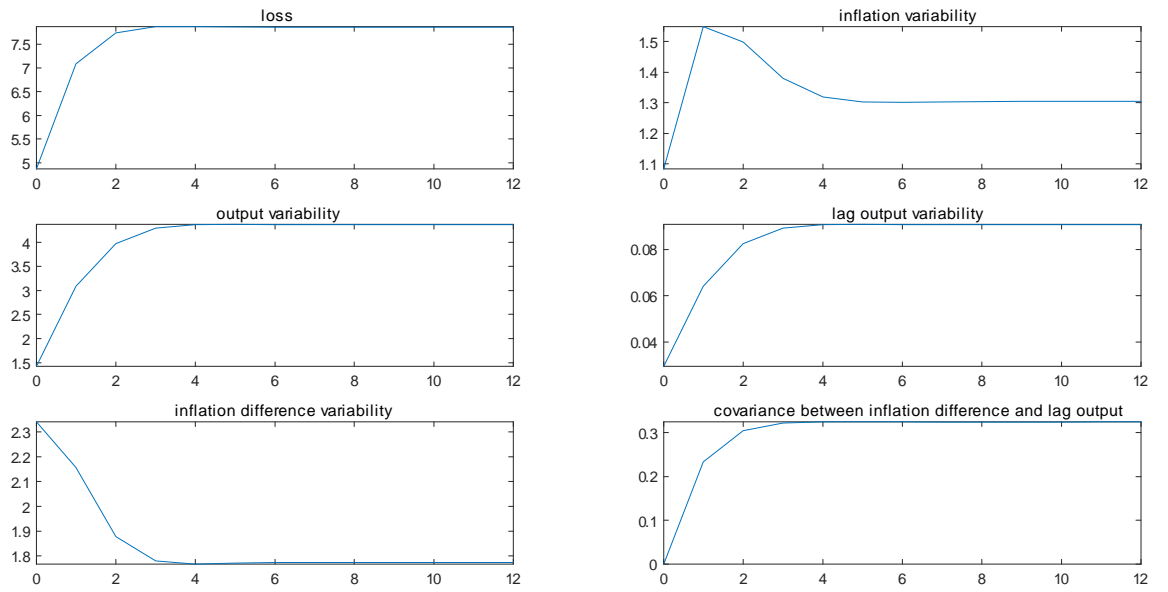 loss
7.5
7
6.5
6
5.5
5
0 2 4 6 8 10 12
inflation variability
1.5
1.4
1.3
1.2
1.1
0 2 4 6 8 10 12
output variability
4
3.5
3
2.5
2
1.5
0 2 4 6 8 10 12
lag output variability
0.08
0.06
0.04
0 2 4 6 8 10 12
inflation difference variability
2.3
2.2
2.1
2
1.9
1.8
0 2 4 6 8 10 12
covariance between inflation difference and lag output
0.3
0.2
0.1
0
0 2 4 6 8 10 12